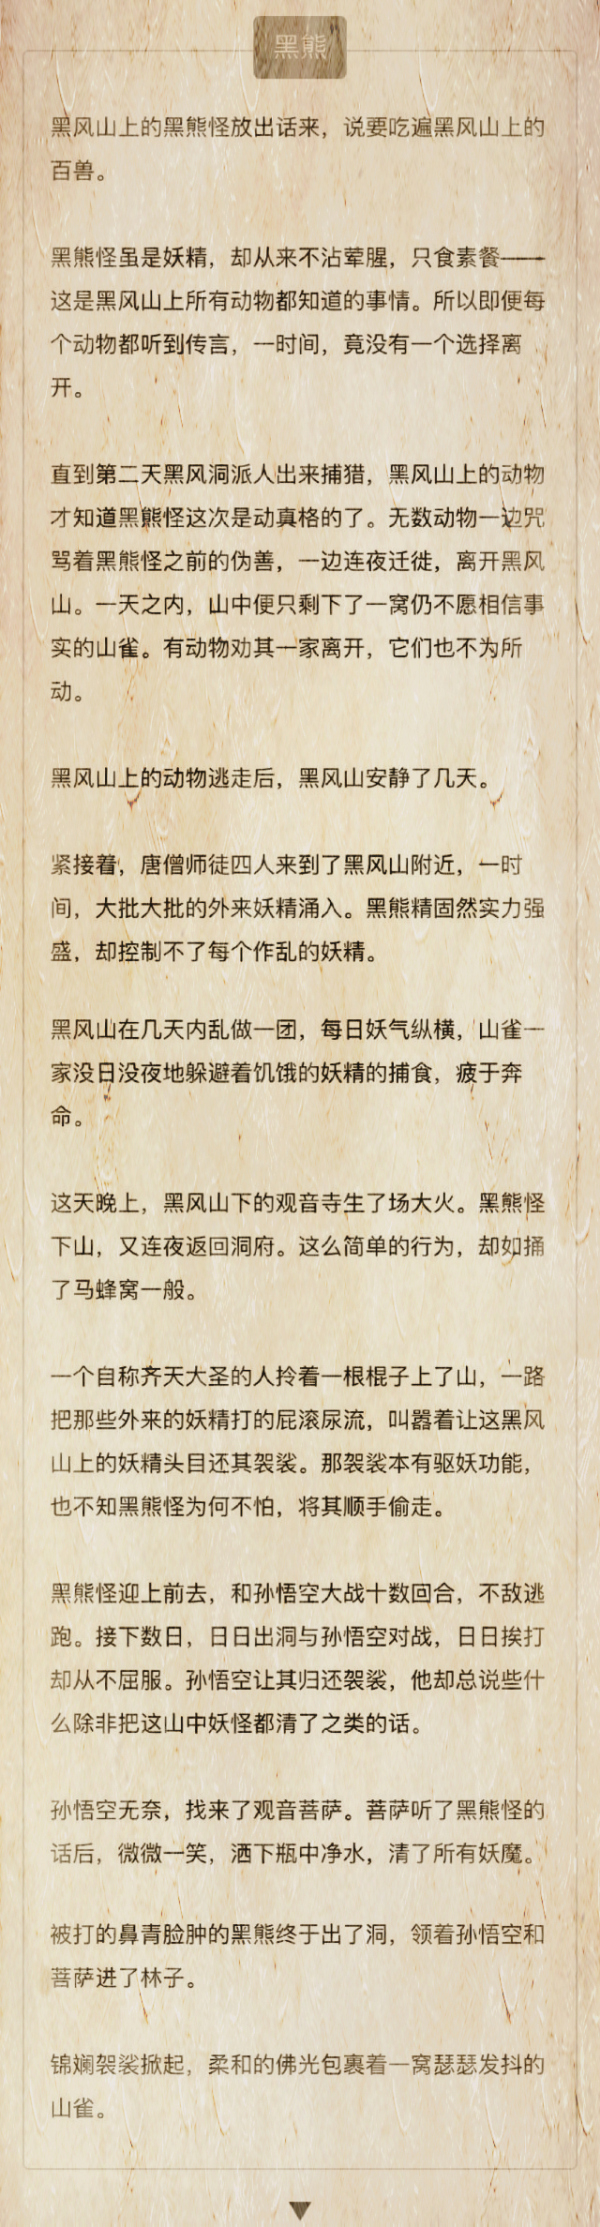 黑熊
黑风山上的黑熊怪放出话来，说要吃遍黑风山上的
百兽。
黑熊怪虽是妖精，却从来不沾荤腥，只食素餐——
这是黑风山上所有动物都知道的事情。所以即便每
个动物都听到传言，一时间，竟没有一个选择离
开。
直到第二天黑风洞派人出来捕猎，黑风山上的动物
才知道黑熊怪这次是动真格的了。无数动物一边咒
骂着黑熊怪之前的伪善，一边连夜迁徙，离开黑风
山。一天之内，山中便只剩下了一窝仍不愿相信事
实的山雀。有动物劝其一家离开，它们也不为所
动。
黑风山上的动物逃走后，黑风山安静了几天。
紧接着，唐僧师徒四人来到了黑风山附近，一时
间，大批大批的外来妖精涌入。黑熊精固然实力强
盛，却控制不了每个作乱的妖精。
黑风山在几天内乱做一团，每日妖气纵横，山雀一
家没日没夜地躲避着饥饿的妖精的捕食，疲于奔
命。
这天晚上，黑风山下的观音寺生了场大火。黑熊怪
下山，又连夜返回洞府。这么简单的行为，却如捅
了马蜂窝一般。
一个自称齐天大圣的人拎着一根棍子上了山，一路
把那些外来的妖精打的屁滚尿流，叫嚣着让这黑风
山上的妖精头目还其袈裟。那袈裟本有驱妖功能，
也不知黑熊怪为何不怕，将其顺手偷走。
黑熊怪迎上前去，和孙悟空大战十数回合，不敌逃
跑。接下数日，日日出洞与孙悟空对战，日日挨打
却从不屈服。孙悟空让其归还袈裟，他却总说些什
么除非把这山中妖怪都清了之类的话。
孙悟空无奈，找来了观音菩萨。菩萨听了黑熊怪的
话后，微微一笑，洒下瓶中净水，清了所有妖魔。
被打的鼻青脸肿的黑熊终于出了洞，领着孙悟空和
菩萨进了林子。
锦斓袈裟掀起，柔和的佛光包裹着一窝瑟瑟发抖的
山雀。